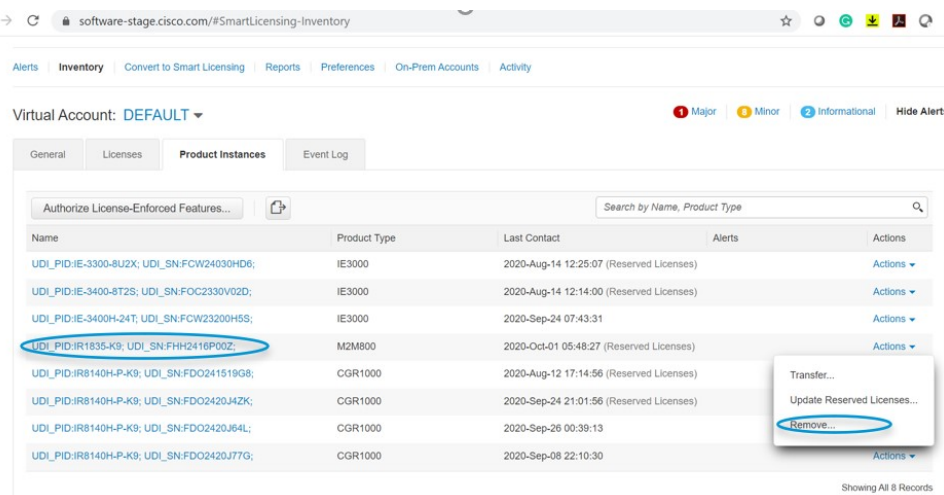 software-stage.cisco.com/#SmartLicensing-Inventory
Alerts Inventory Convert to Smart Licensing Reports Preferences On-Prem Accounts Activity
Virtual Account: DEFAULT 1 Major 8 Minor 2 Informational Hide Alerts
General Licenses Product Instances Event Log
Authorize License-Enforced Features... Search by Name, Product Type
Name Product Type Last Contact Alerts Actions
UDI_PID:IE-3300-8U2X; UDI_SN:FCW24030HD6; IE3000 2020-Aug-14 12:25:07 (Reserved Licenses) Actions
UDI_PID:IE-3400-8T2S; UDI_SN:FOC2330V02D; IE3000 2020-Aug-14 12:14:00 (Reserved Licenses) Actions
UDI_PID:IE-3400H-24T; UDI_SN:FCW23200H5S; IE3000 2020-Sep-24 07:43:31 Actions
UDI_PID:IR1835-K9; UDI_SN:FHH2416P00Z; M2M800 2020-Oct-01 05:48:27 (Reserved Licenses) Actions
UDI_PID:IR8140H-P-K9; UDI_SN:FDO241519G8; CGR1000 2020-Aug-12 17:14:56 (Reserved Licenses)
Transfer...
UDI_PID:IR8140H-P-K9; UDI_SN:FDO2420J4ZK; CGR1000 2020-Sep-24 21:01:56 (Reserved Licenses)
Update Reserved Licenses...
UDI_PID:IR8140H-P-K9; UDI_SN:FDO2420J64L; CGR1000 2020-Sep-26 00:39:13
Remove...
UDI_PID:IR8140H-P-K9; UDI_SN:FDO2420J77G; CGR1000 2020-Sep-08 22:10:30 Actions
Showing All 8 Records